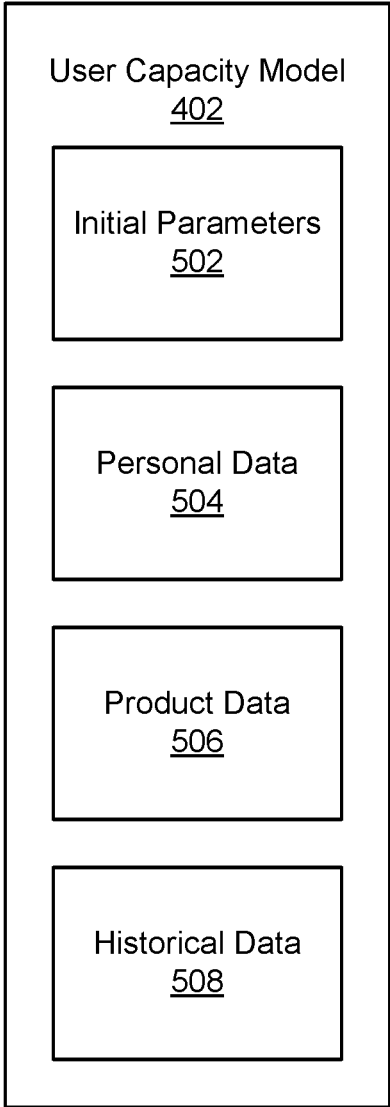 User Capacity Model
402
Initial Parameters
502
Personal Data
504
Product Data
506
Historical Data
508